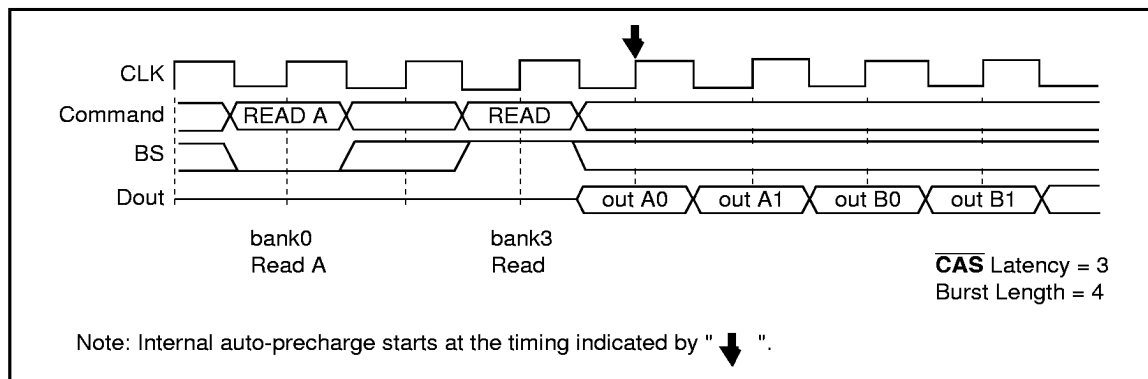 CLK
Command READ A READ
BS
Dout out A0 out A1 out B0 out B1
bank0 bank3
Read A Read
CAS Latency = 3
Burst Length = 4
Note: Internal auto-precharge starts at the timing indicated by " ".